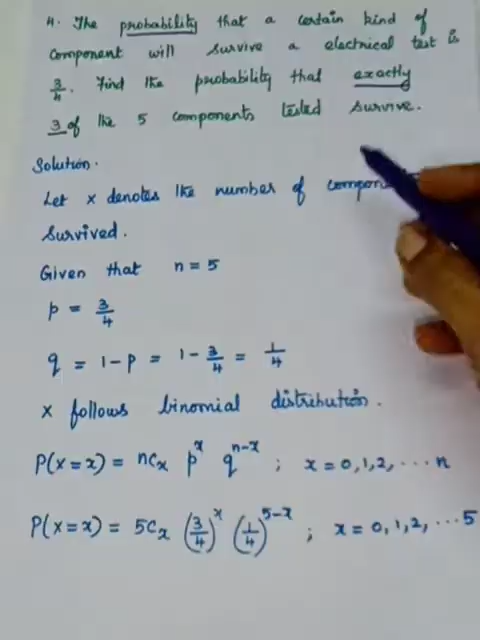 4. The probability that a certain kind of
component will survive a electrical test is
3/4. Find the probability that exactly
3 of the 5 components tested survive.
Solution.
Let x denotes the number of
survived.
Given that n = 5
p = 3/4
q = 1 - p = 1 - 3/4 = 1/4
x follows binomial distribution.
P(x = x) = nCx p^x q^(n-x) ; x = 0, 1, 2, ... n
P(x = x) = 5Cx (3/4)^x (1/4)^(5-x) ; x = 0, 1, 2, ... 5